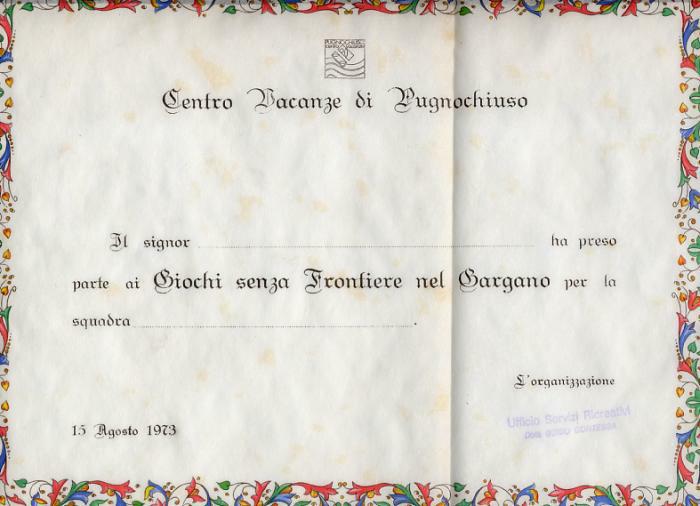 PUGNOCHIUSO
Centro Vacanze di Pugnochiuso
Il signor ha preso
parte ai Giochi senza Frontiere nel Gargano per la
squadra .
L'organizzazione
15 Agosto 1973
Ufficio Servizi Ricreativi